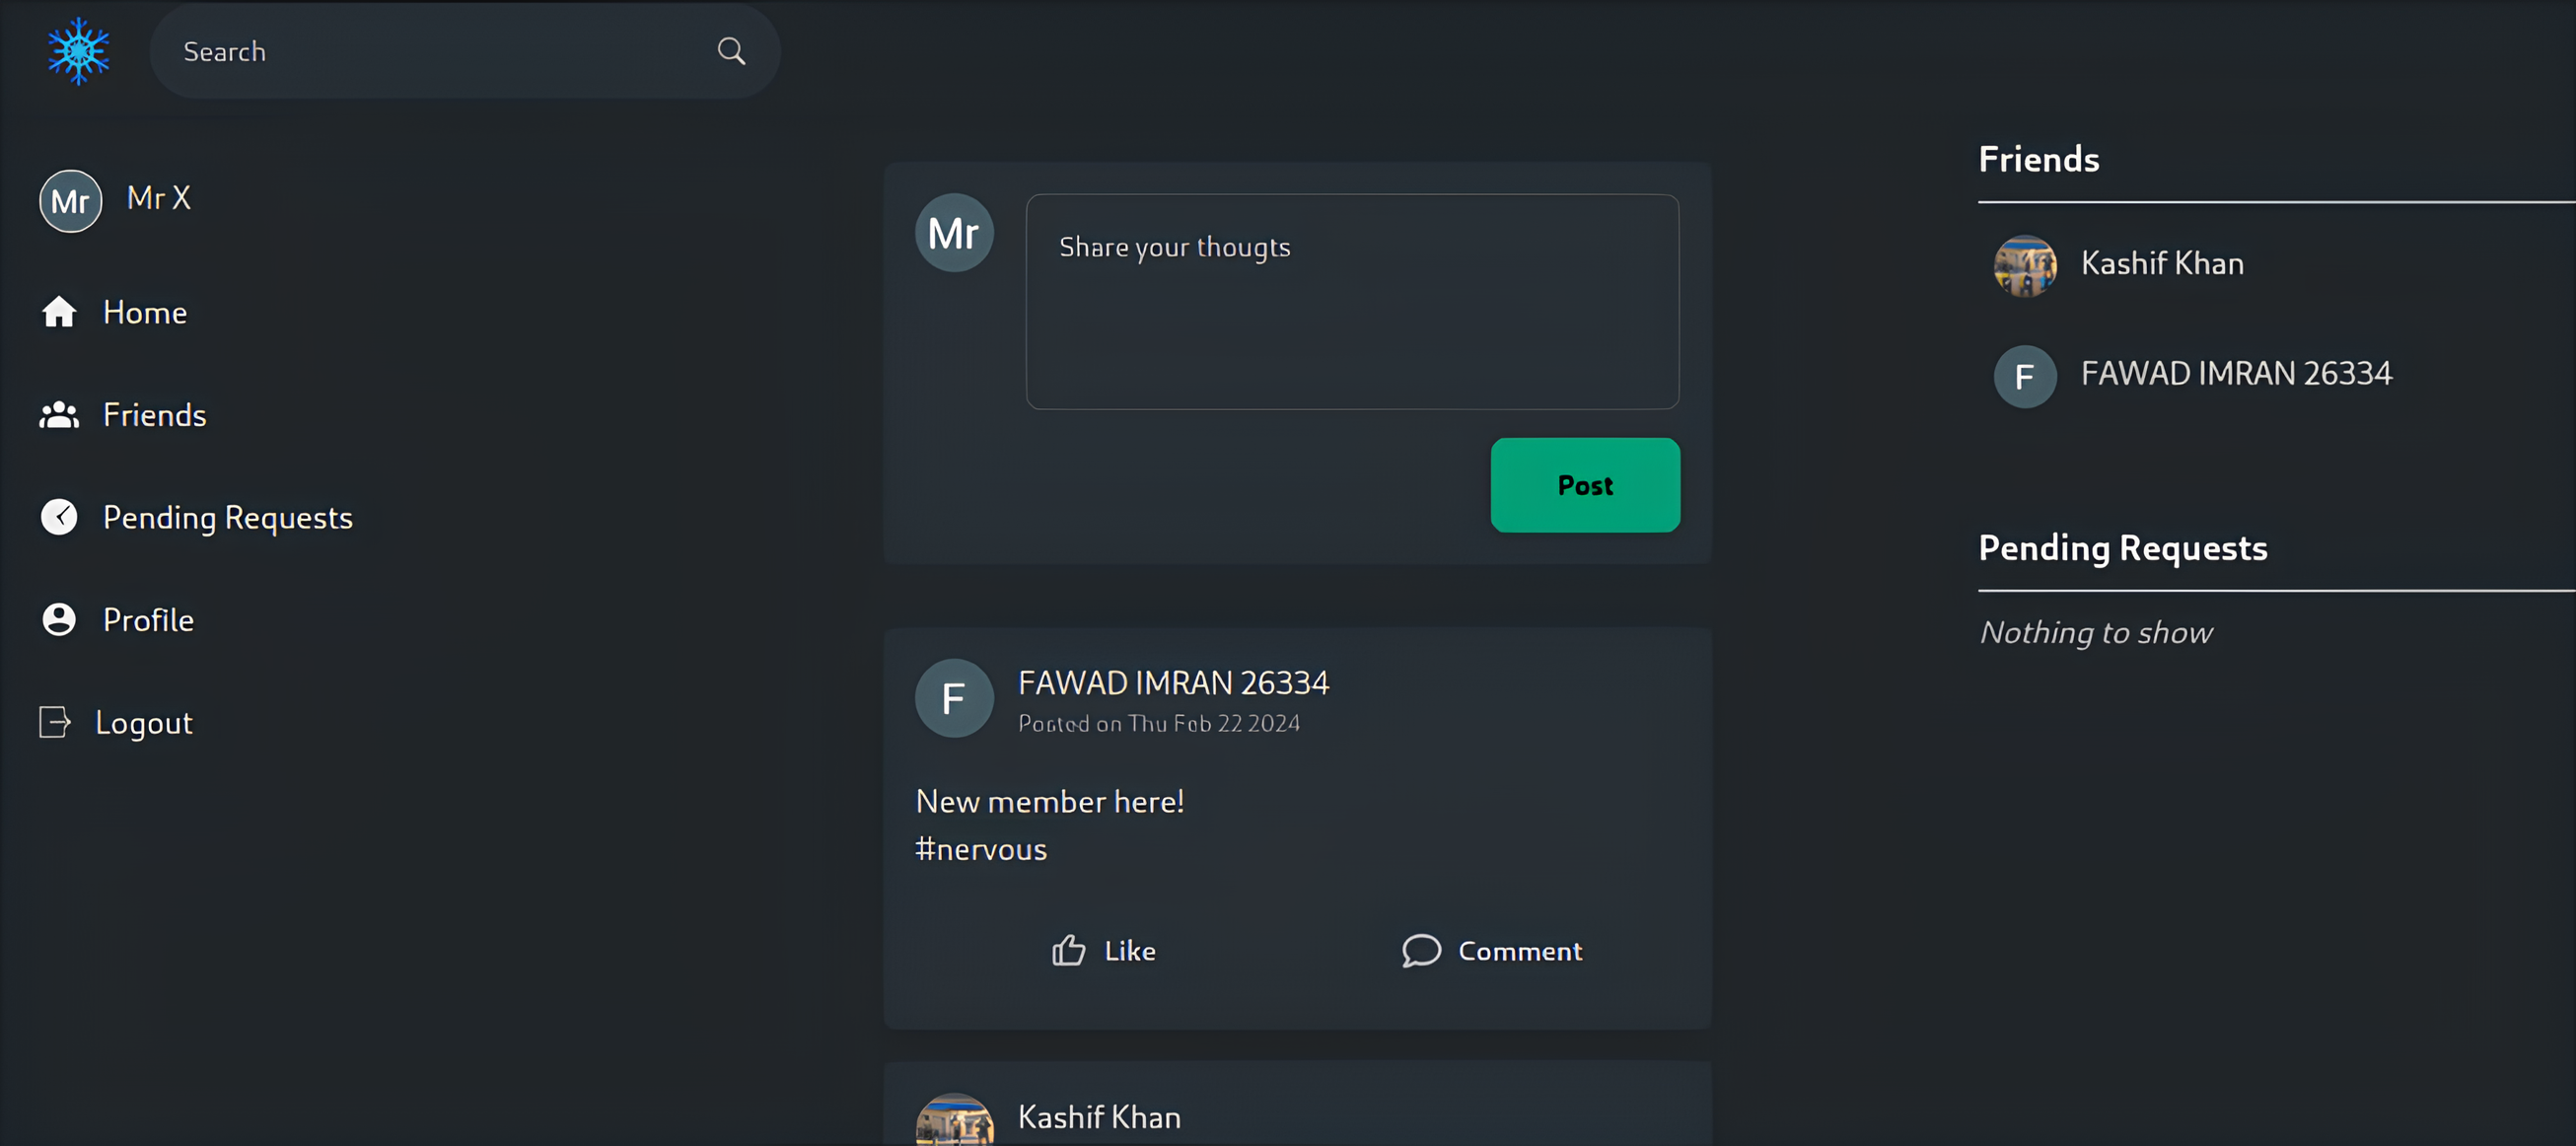 Search
Mr
Mr X
Home
Friends
Pending Requests
Profile
Logout
Mr
Share your thougts
Post
F
FAWAD IMRAN 26334
Posted on Thu Feb 22 2024
New member here!
#nervous
Like
Comment
Kashif Khan
Friends
Kashif Khan
F
FAWAD IMRAN 26334
Pending Requests
Nothing to show